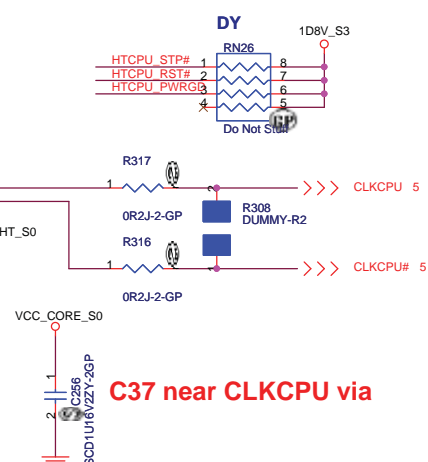 DY
RN26
1D8V_S3
HTCPU_STP# 1 8
HTCPU_RST# 2 7
HTCPU_PWRGD 3 6
4 5
Do Not Stuff
GP
R317
1 2
CLKCPU 5
0R2J-2-GP
R308
DUMMY-R2
HT_S0
R316
1 1
CLKCPU# 5
0R2J-2-GP
VCC_CORE_S0
1
2
C256
SCD1U16V2ZY-2GP
C37 near CLKCPU via